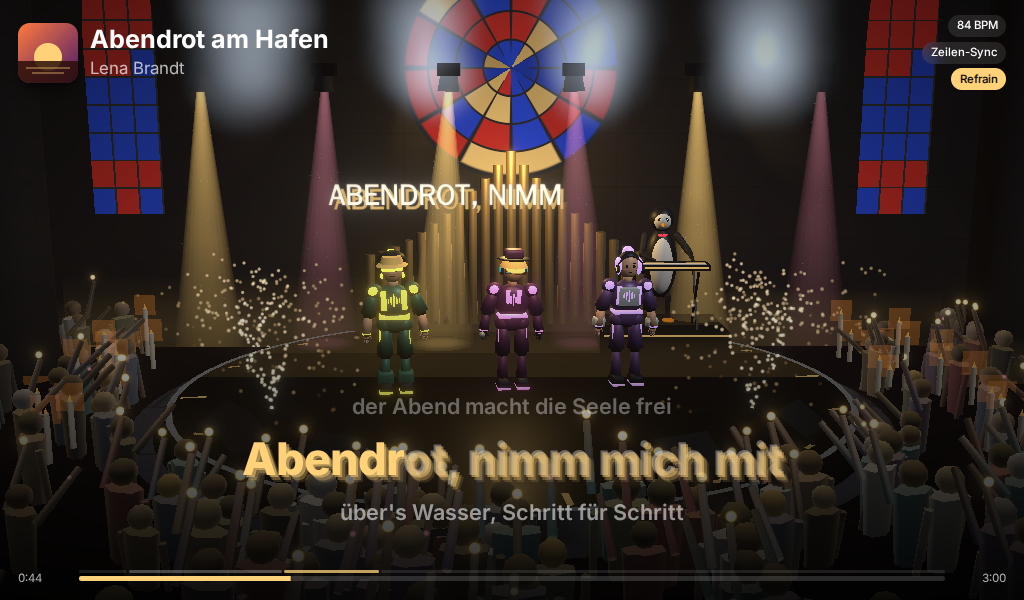 Abendrot am Hafen
Lena Brandt
84 BPM
Zeilen-Sync
Refrain
ABENDROT, NIMM
der Abend macht die Seele frei
Abendrot, nimm mich mit
über's Wasser, Schritt für Schritt
0:44
3:00